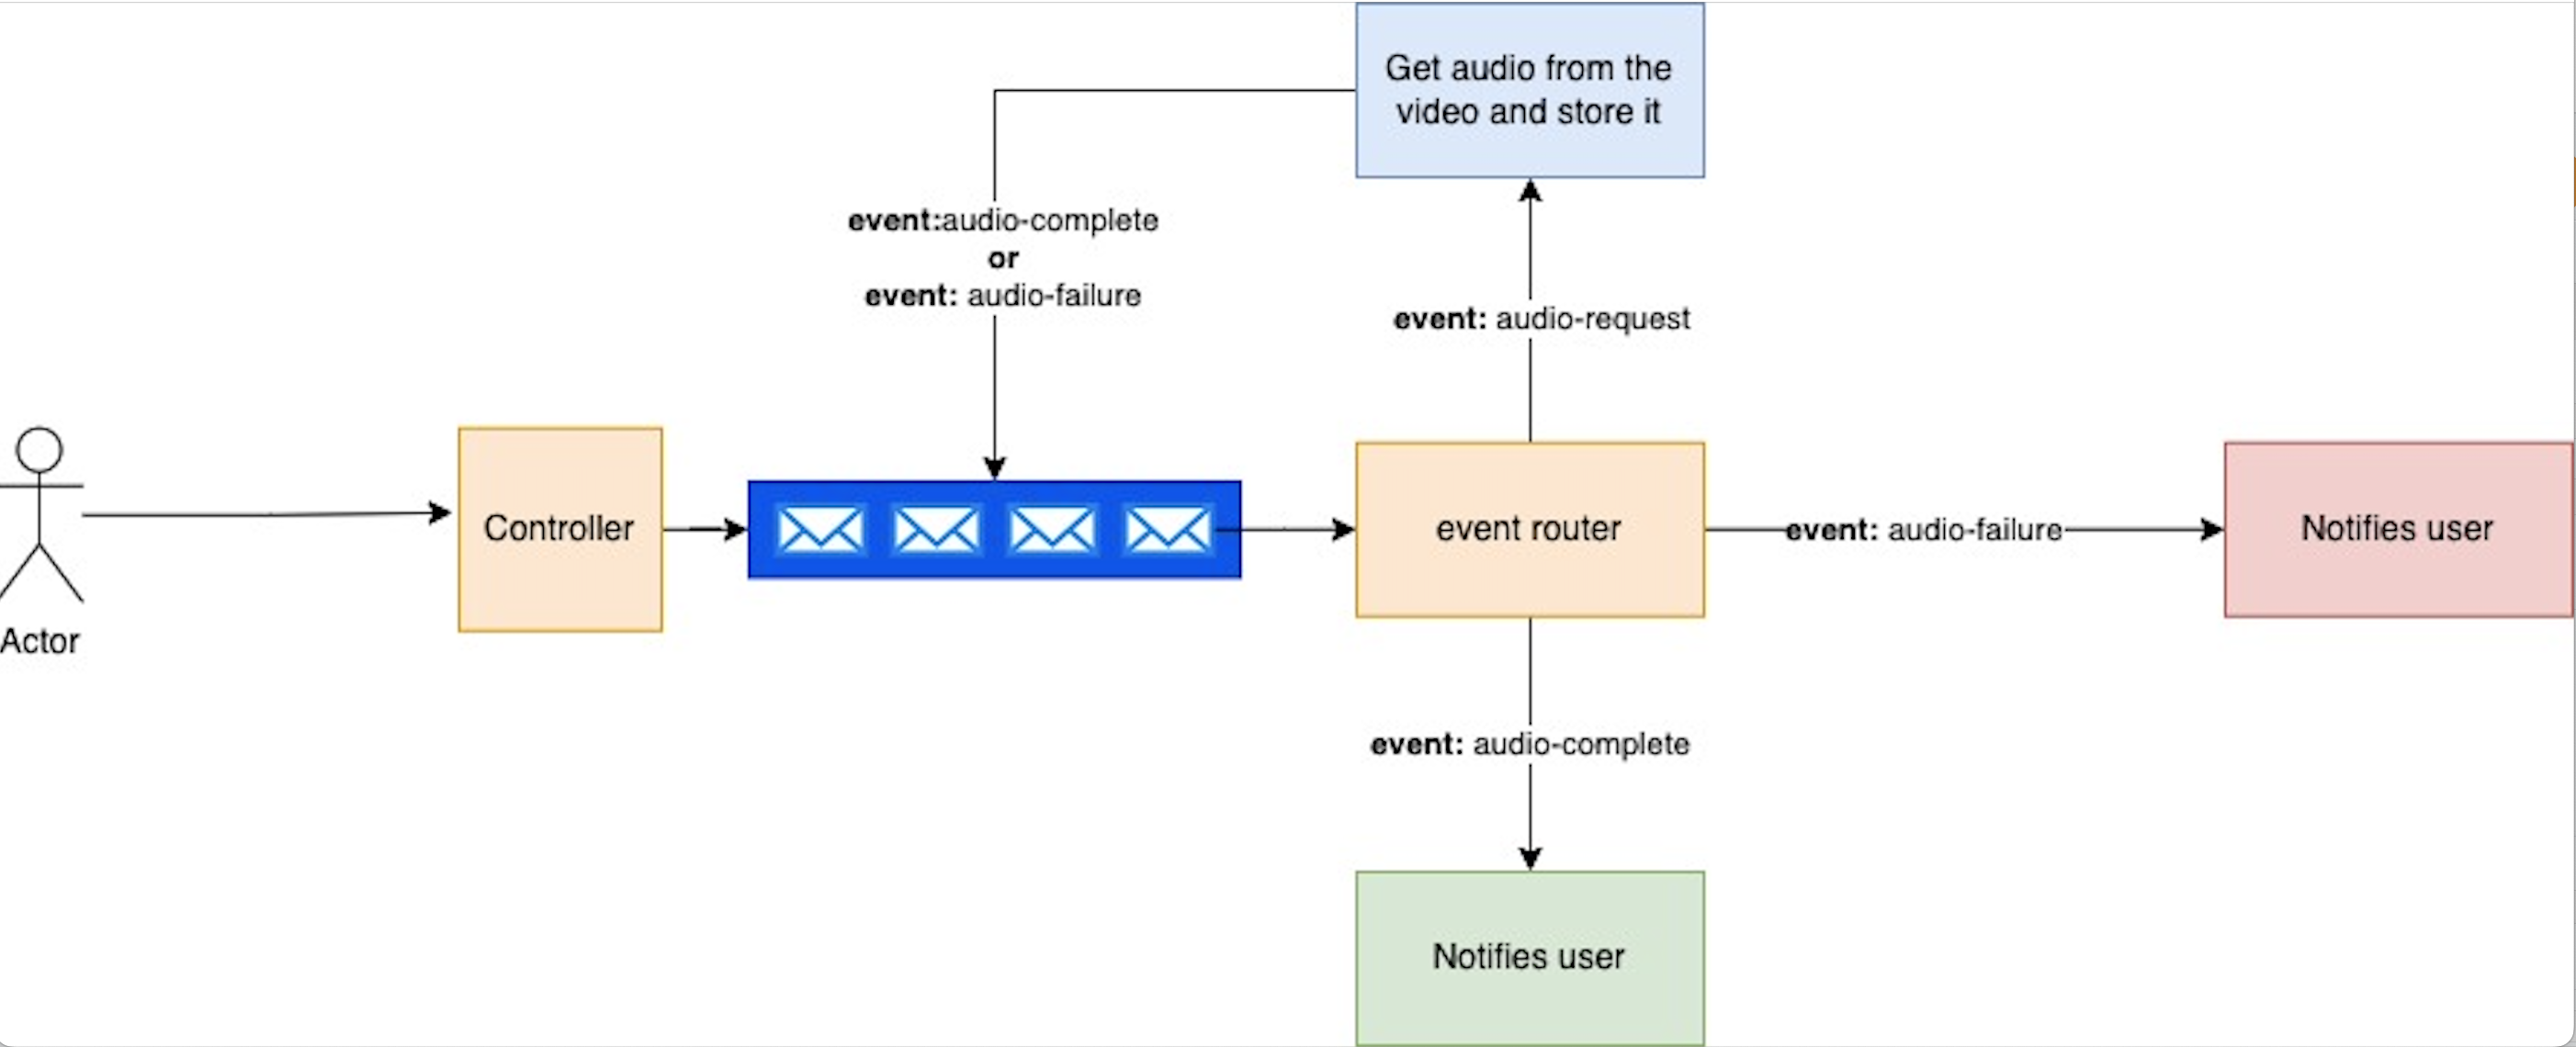 Get audio from the
video and store it
event:audio-complete
or
event: audio-failure
event: audio-request
Actor
Controller
event router
event: audio-failure
Notifies user
event: audio-complete
Notifies user